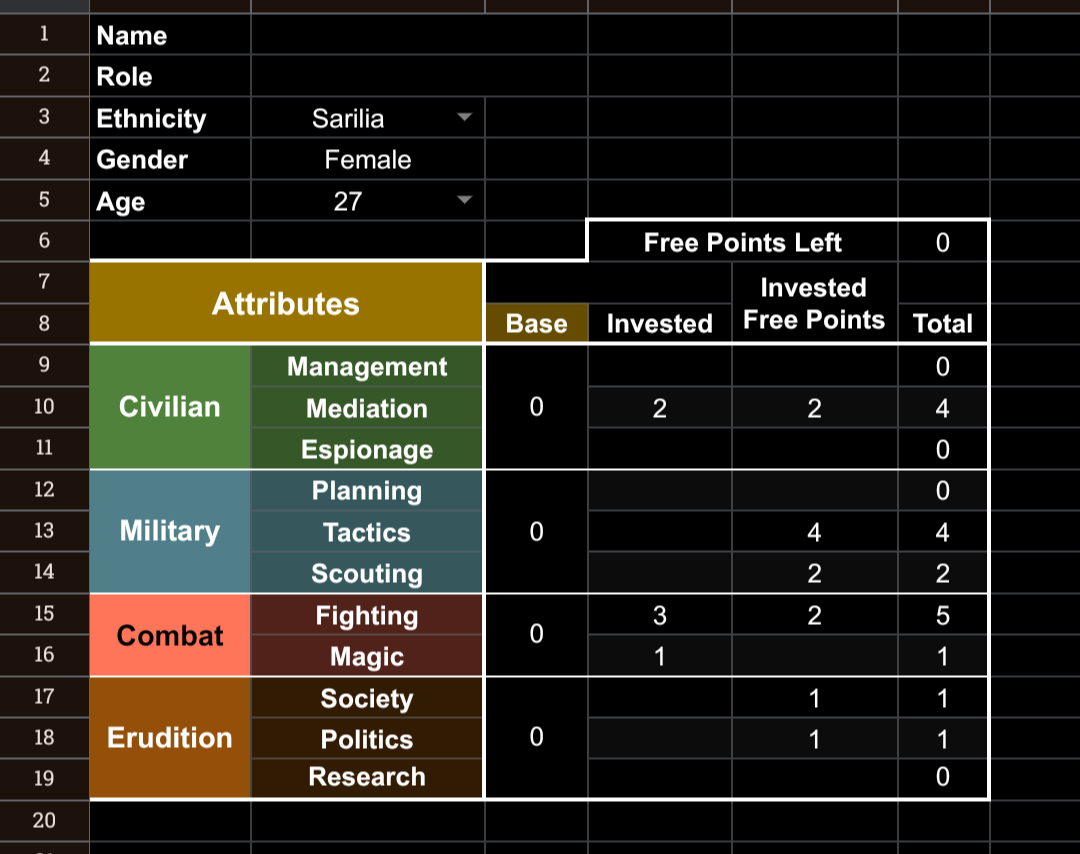 1 Name
2 Role
3 Ethnicity Sarilia
4 Gender Female
5 Age 27
6 Free Points Left 0
7 Attributes Invested
8 Base Invested Free Points Total
9 Civilian Management 0
10 Mediation 0 2 2 4
11 Espionage 0
12 Military Planning 0
13 Tactics 0 4 4
14 Scouting 2 2
15 Combat Fighting 0 3 2 5
16 Magic 1 1
17 Erudition Society 1 1
18 Politics 0 1 1
19 Research 0
20